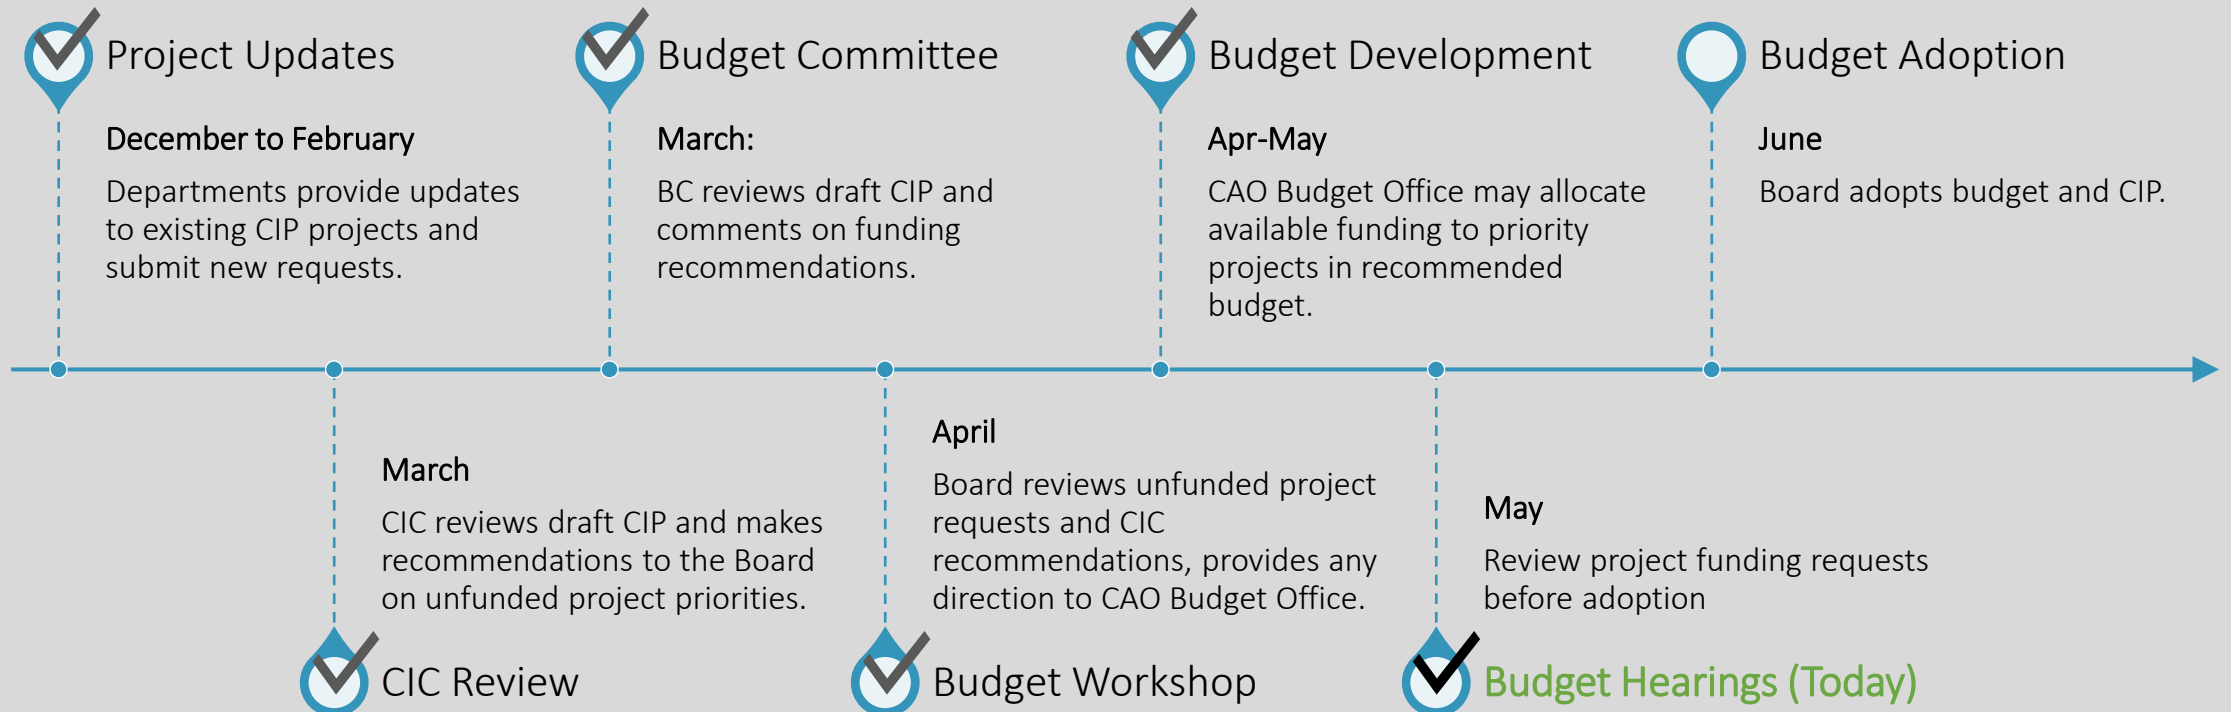 Project Updates
December to February
Departments provide updates
to existing CIP projects and
submit new requests.
Budget Committee
March:
BC reviews draft CIP and
comments on funding
recommendations.
Budget Development
Apr-May
CAO Budget Office may allocate
available funding to priority
projects in recommended
budget.
Budget Adoption
June
Board adopts budget and CIP.
March
CIC reviews draft CIP and makes
recommendations to the Board
on unfunded project priorities.
CIC Review
April
Board reviews unfunded project
requests and CIC
recommendations, provides any
direction to CAO Budget Office.
Budget Workshop
May
Review project funding requests
before adoption
Budget Hearings (Today)